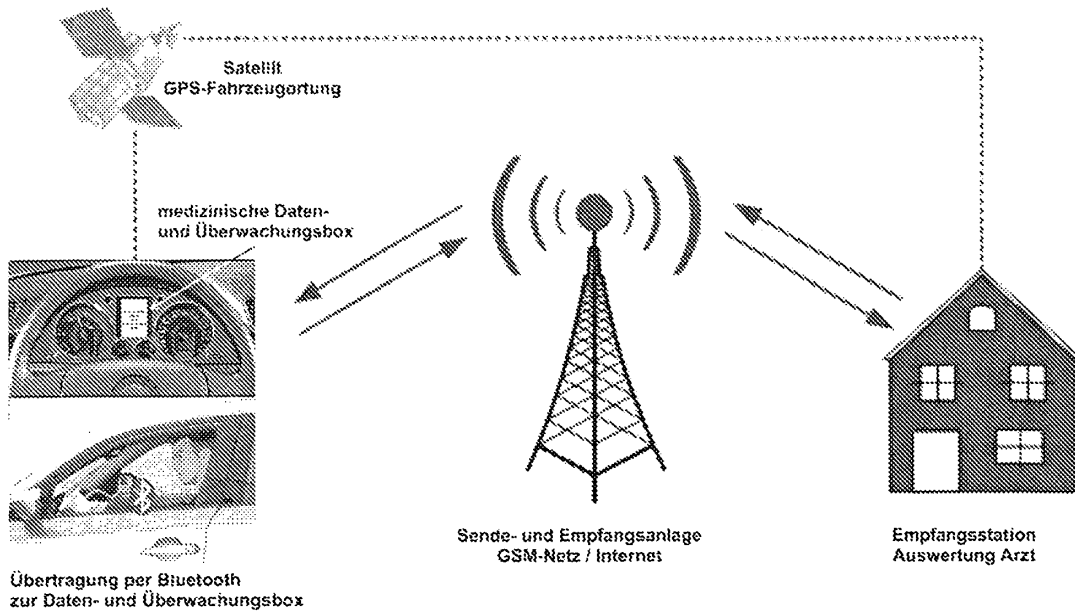 Satellit
GPS-Fahrzeugortung
medizinische Daten-
und Überwachungsbox
Sende- und Empfangsanlage
GSM-Netz / Internet
Empfangsstation
Auswertung Arzt
Übertragung per Bluetooth
zur Daten- und Überwachungsbox